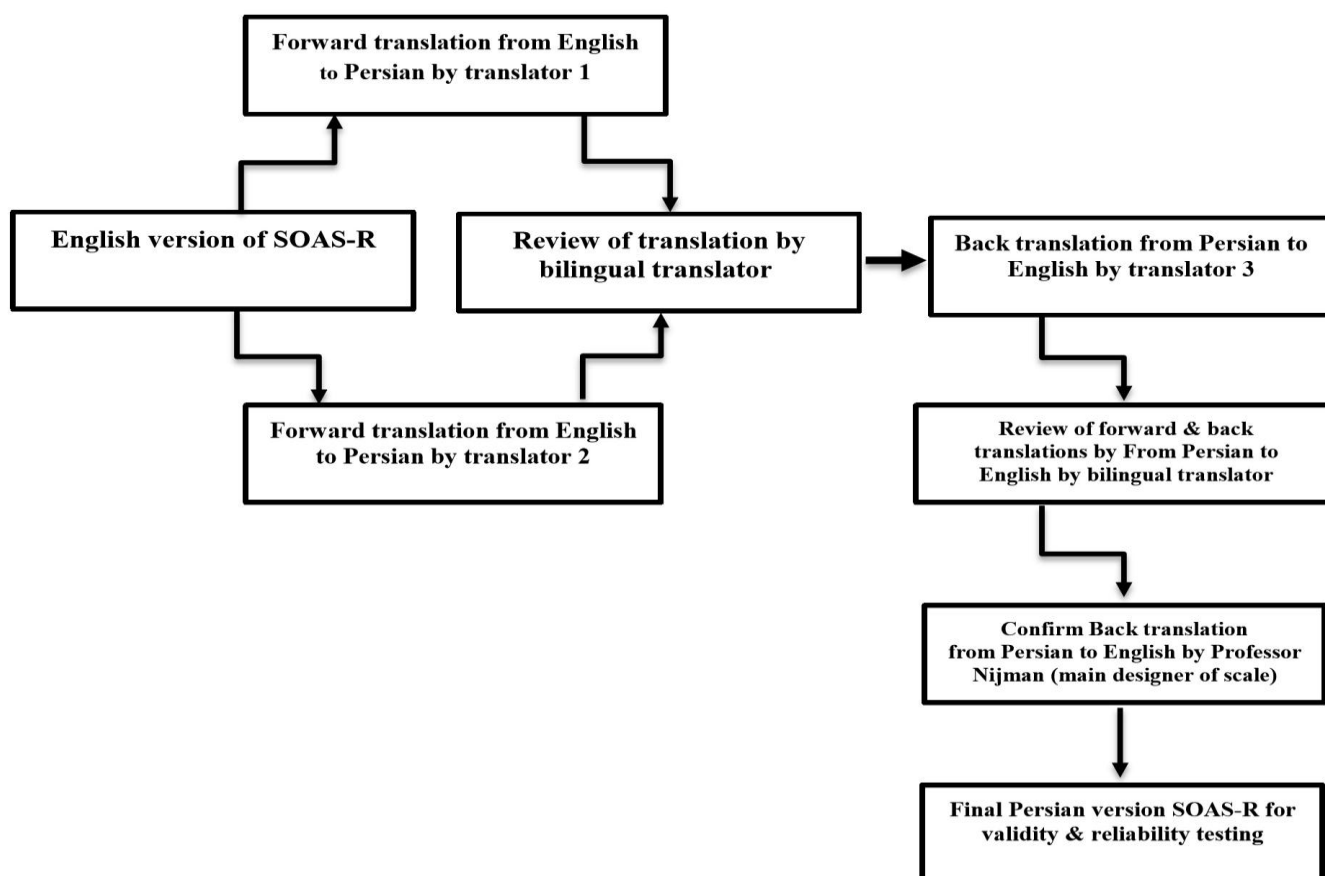 Forward translation from English
to Persian by translator 1
English version of SOAS-R
Review of translation by
bilingual translator
Back translation from Persian to
English by translator 3
Forward translation from English
to Persian by translator 2
Review of forward & back
translations by From Persian to
English by bilingual translator
Confirm Back translation
from Persian to English by Professor
Nijman (main designer of scale)
Final Persian version SOAS-R for
validity & reliability testing